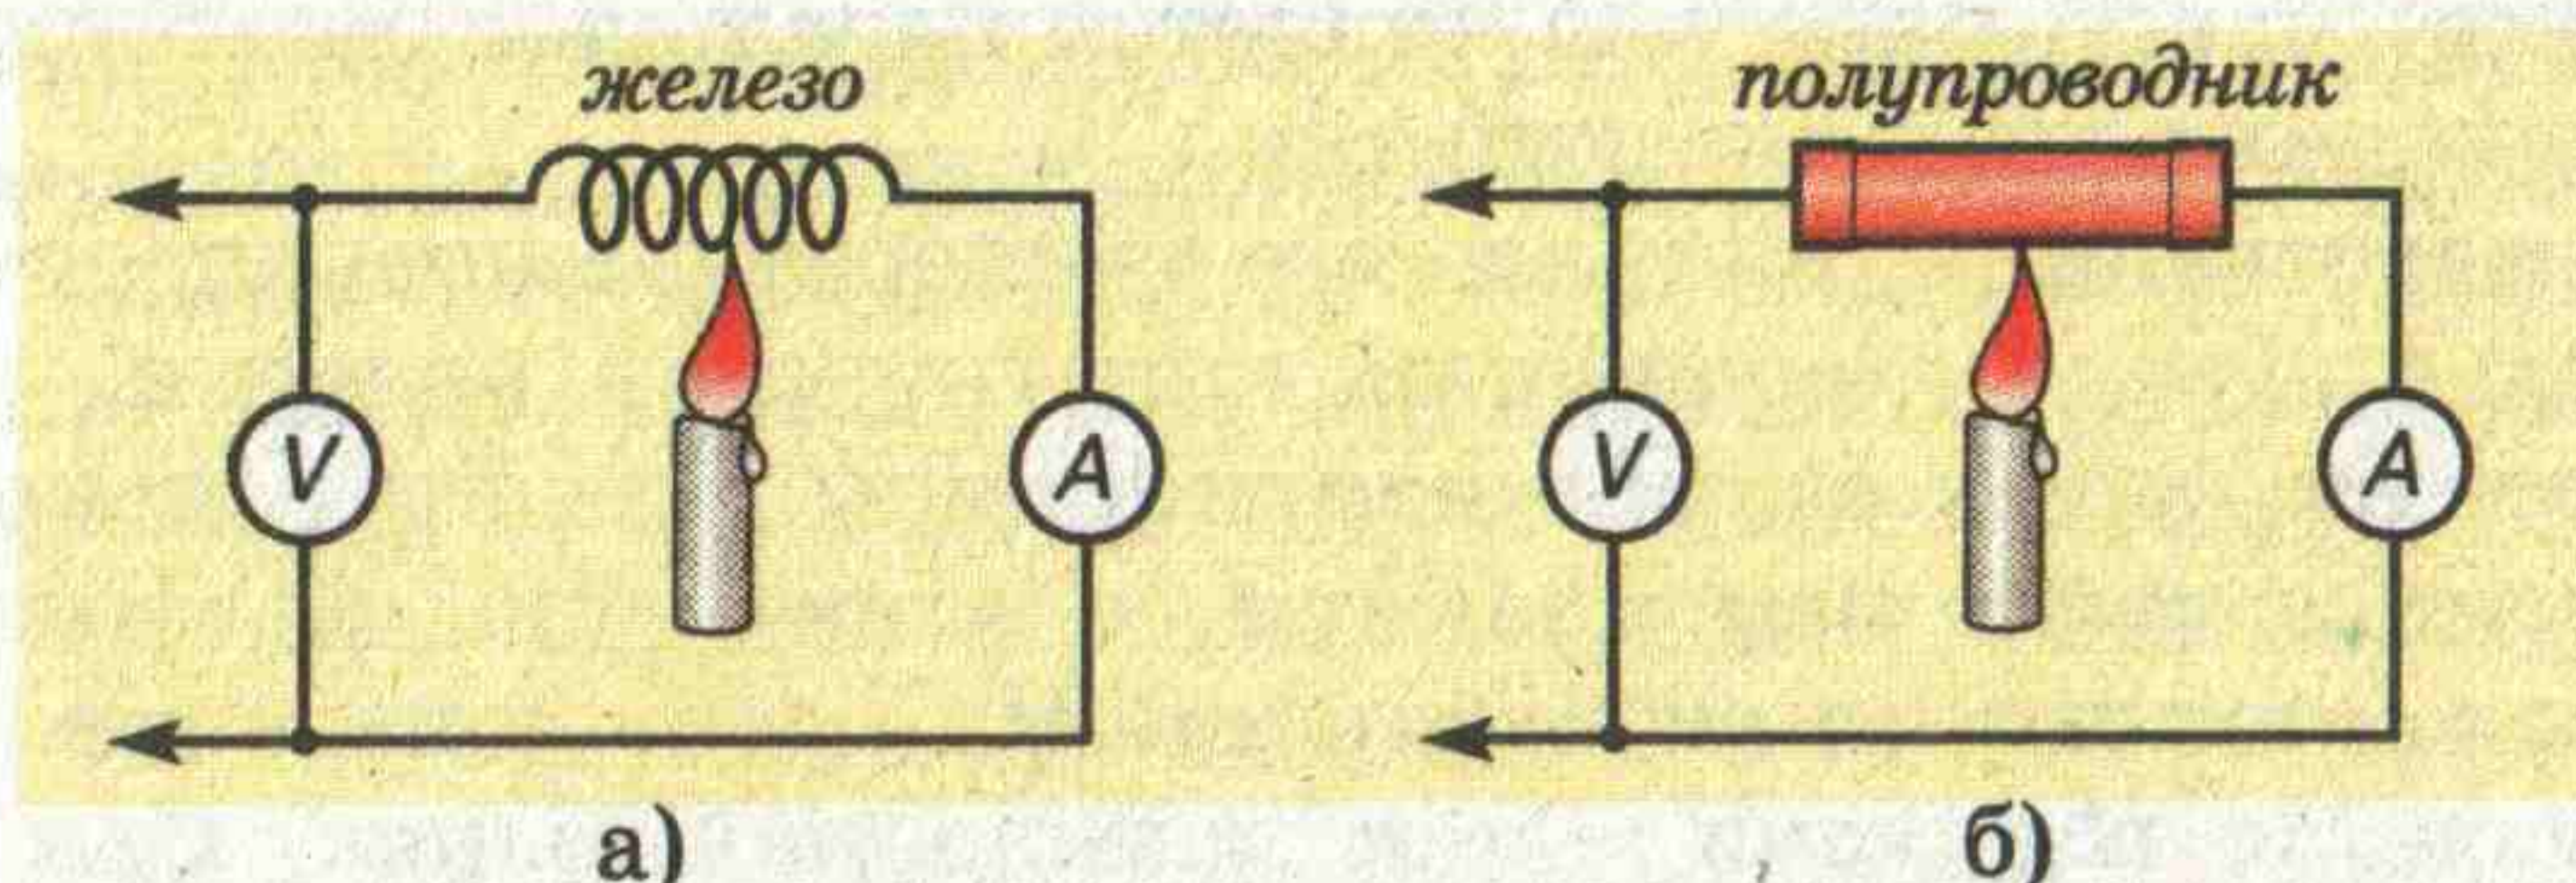 железо
полупроводник
V
A
V
A
а)
б)